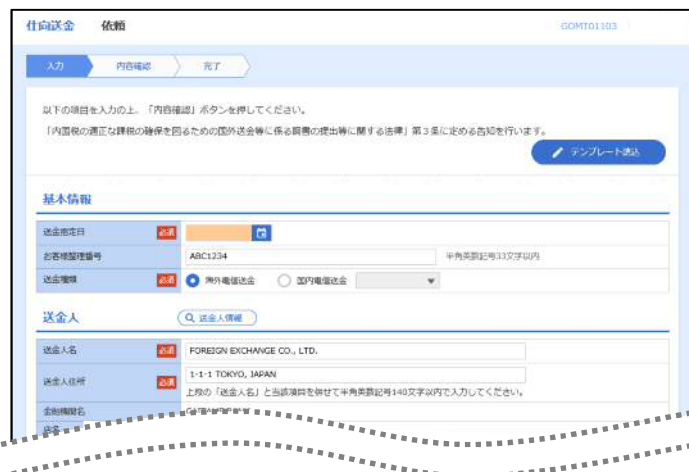 仕向送金 依頼
GOMT01103
入力 内容確認 完了
以下の項目を入力の上、「内容確認」ボタンを押してください。
「内国税の適正な課税の確保を図るための国外送金等に係る調書の提出等に関する法律」第3条に定める告知を行います。
テンプレート読込
基本情報
送金指定日 必須
お客様整理番号 ABC1234 半角英数記号33文字以内
送金種類 必須 海外電信送金 国内電信送金
送金人 送金人情報
送金人名 必須 FOREIGN EXCHANGE CO., LTD.
送金人住所 必須 1-1-1 TOKYO, JAPAN
上段の「送金人名」と当該項目を併せて半角英数記号140文字以内で入力してください。
金融機関名
店名